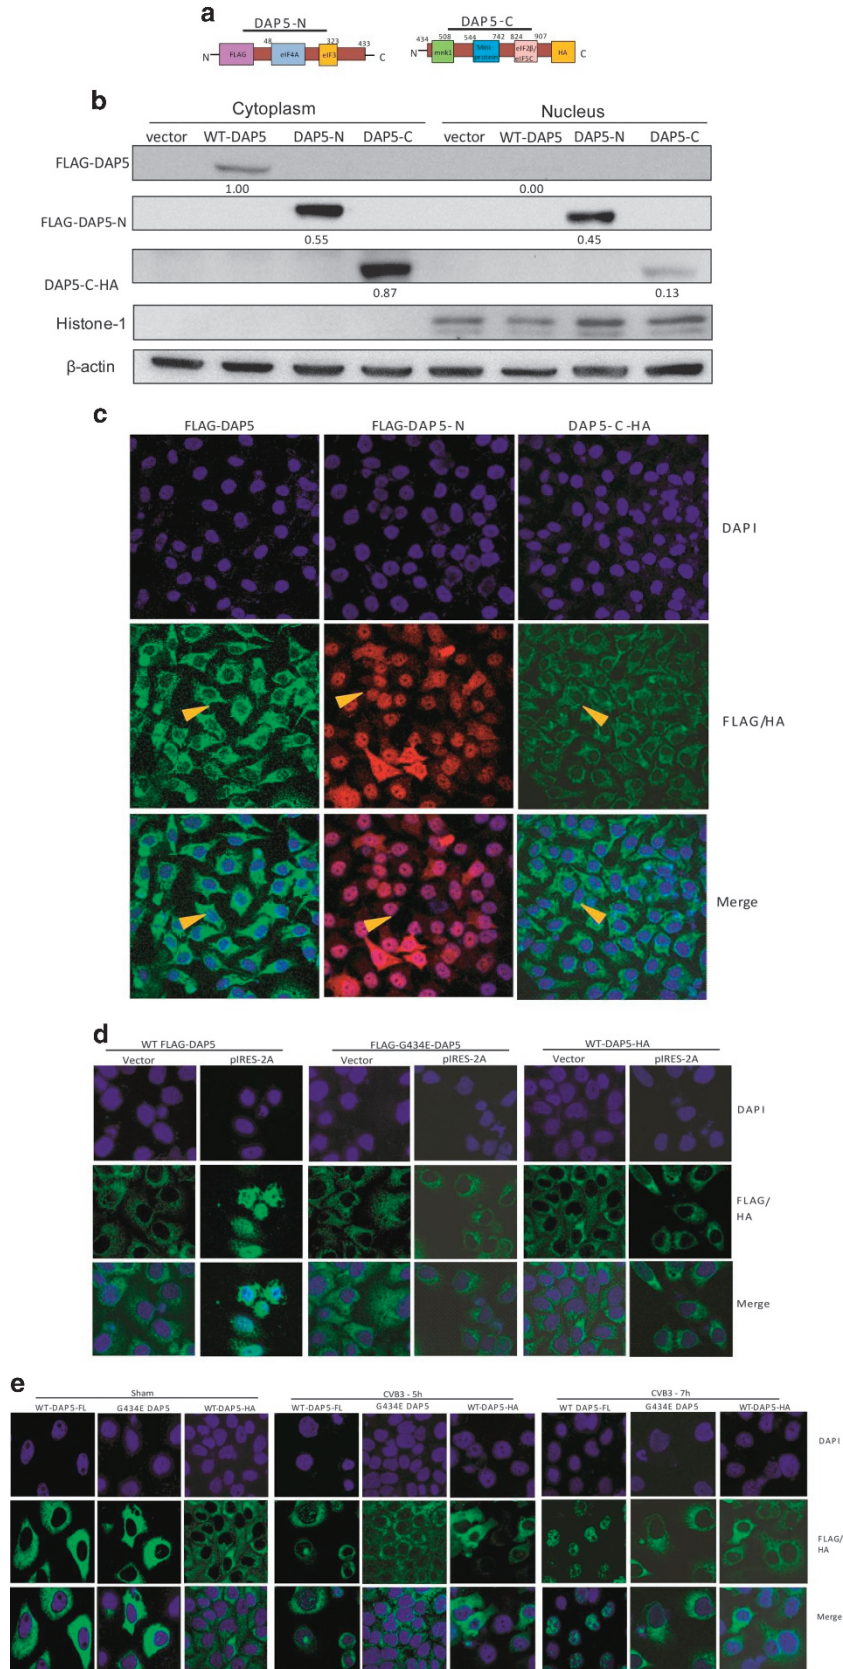 a
DAP5-N DAP5-C
48 323 433 434 508 544 742 824 907
N FLAG eIF4A eIF3 C N mnk1 eIF2β/ HA C
eIF5C
b
Cytoplasm Nucleus
vector WT-DAP5 DAP5-N DAP5-C vector WT-DAP5 DAP5-N DAP5-C
FLAG-DAP5
1.00 0.00
FLAG-DAP5-N
0.55 0.45
DAP5-C-HA
0.87 0.13
Histone-1
β-actin
c
FLAG-DAP5 FLAG-DAP5-N DAP5-C-HA
DAPI
FLAG/HA
Merge
d
WT FLAG-DAP5 FLAG-G434E-DAP5 WT-DAP5-HA
Vector pIRES-2A Vector pIRES-2A Vector pIRES-2A
DAPI
FLAG/
HA
Merge
e
Sham CVB3 - 5h CVB3 - 7h
WT-DAP5-FL G434E DAP5 WT-DAP5-HA WT-DAP5-FL G434E DAP5 WT-DAP5-HA WT DAP5-FL G434E DAP5 WT-DAP5-HA
DAPI
FLAG/
HA
Merge